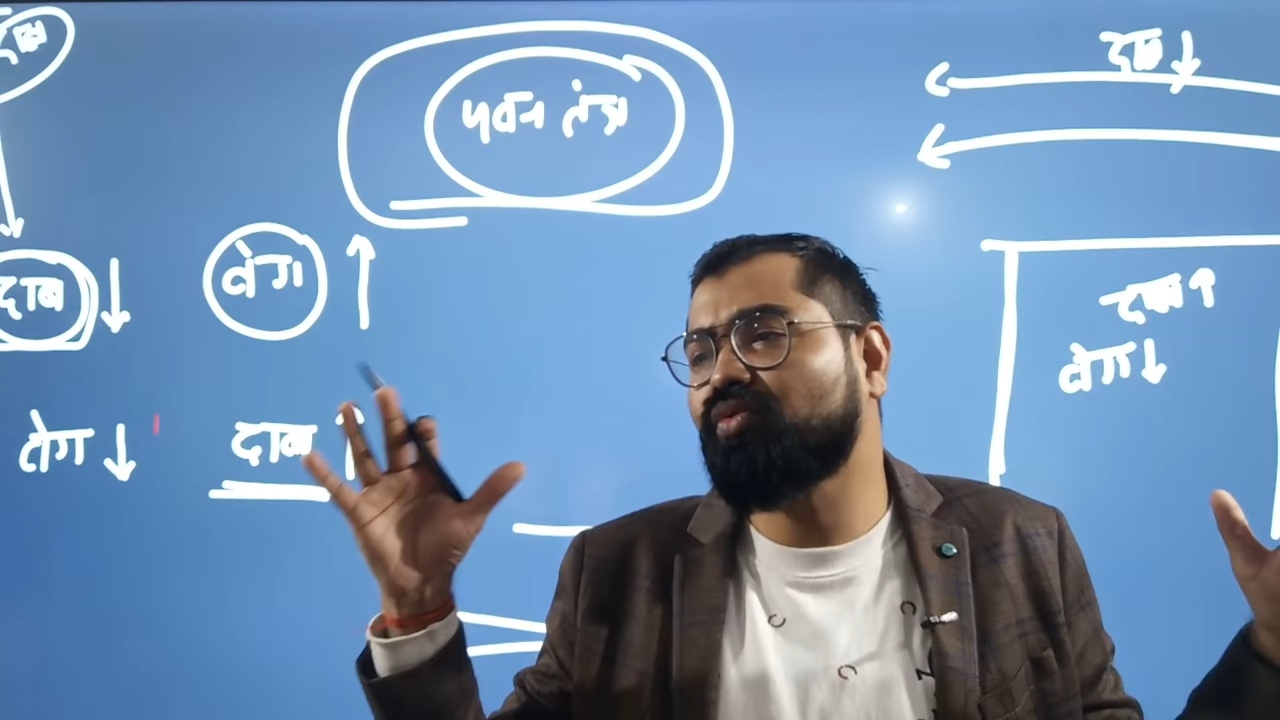 पवन तेज
दाब ↓
दाब ↓
वेग ↑
दाब ↑
वेग ↓
वेग ↓
दाब ↑